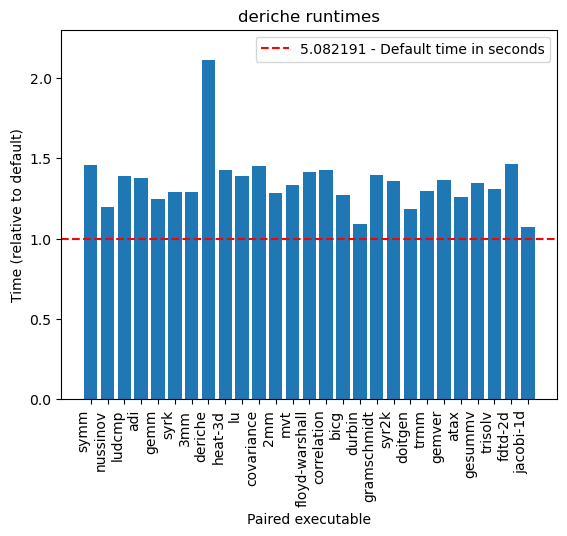 deriche runtimes
5.082191 - Default time in seconds
Time (relative to default)
2.0
1.5
1.0
0.5
0.0
symm
nussinov
ludcmp
adi
gemm
syrk
3mm
deriche
heat-3d
lu
covariance
2mm
mvt
floyd-warshall
correlation
bicg
durbin
gramschmidt
syr2k
doitgen
trmm
gemver
atax
gesummv
trisolv
fdtd-2d
jacobi-1d
Paired executable